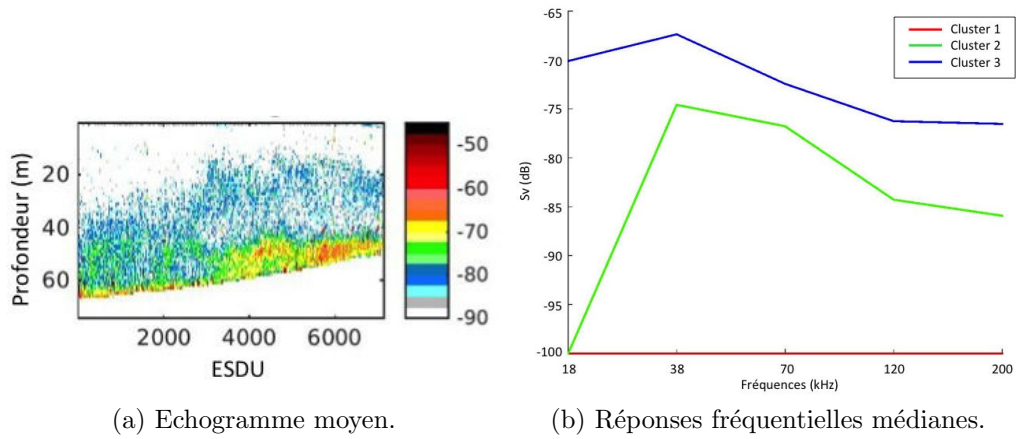 Profondeur (m)
20
40
60
2000
4000
6000
ESDU
-50
-60
-70
-80
-90
(a) Echogramme moyen.
-65
-70
-75
-80
-85
-90
-95
-100
Sv (dB)
18
38
70
120
200
Fréquences (kHz)
Cluster 1
Cluster 2
Cluster 3
(b) Réponses fréquentielles médianes.